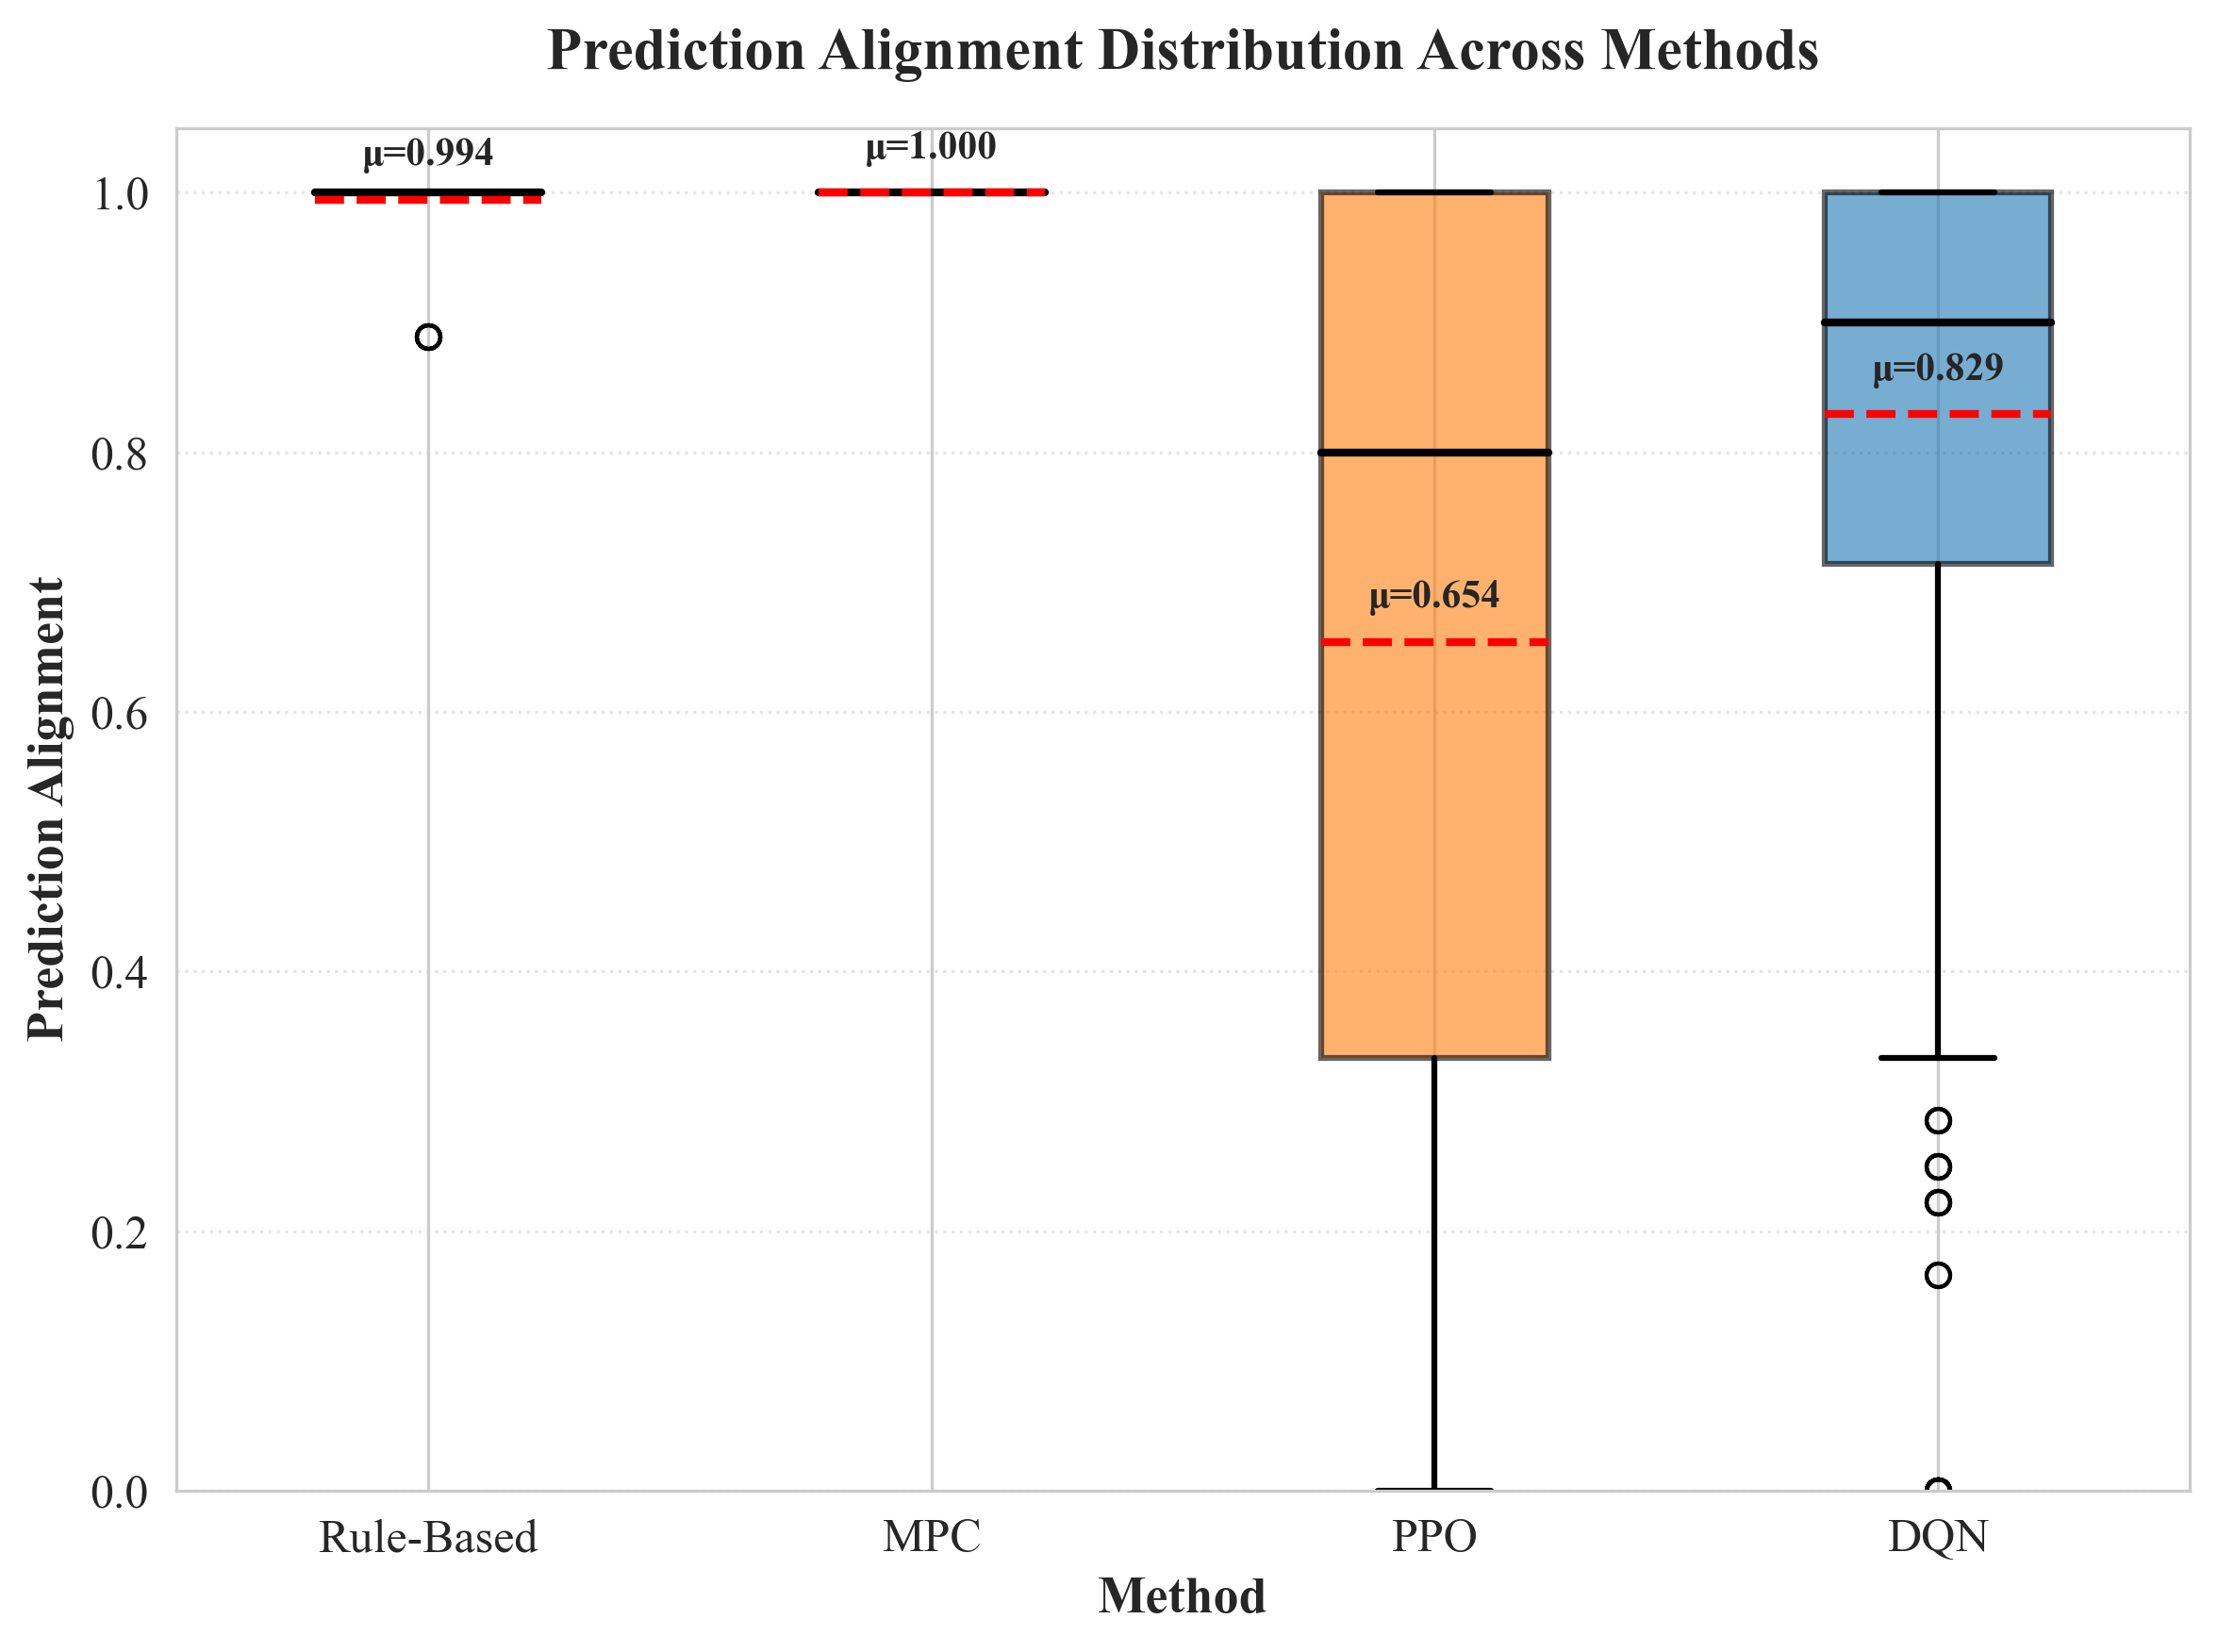 Prediction Alignment Distribution Across Methods
μ=0.994
μ=1.000
μ=0.654
μ=0.829
Prediction Alignment
1.0
0.8
0.6
0.4
0.2
0.0
Rule-Based
MPC
PPO
DQN
Method